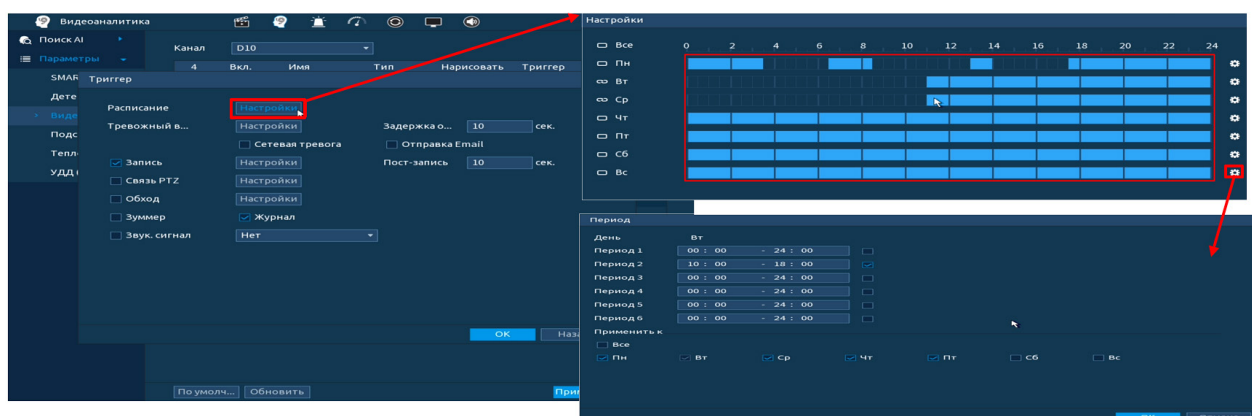 Видеоаналитика
Поиск AI
Параметры
SMAR
Дете
Виде
Подс
Тепл
УДД
Канал D10
4 Вкл. Имя Тип Нарисовать Триггер
Триггер
Расписание Настройки
Тревожный в... Настройки Задержка о... 10 сек.
Сетевая тревога Отправка Email
Запись Настройки Пост-запись 10 сек.
Связь PTZ Настройки
Обход Настройки
Зуммер Журнал
Звук. сигнал Нет
OK Наза
По умолч... Обновить При
Настройки
Все 0 2 4 6 8 10 12 14 16 18 20 22 24
Пн
Вт
Ср
Чт
Пт
Сб
Вс
Период
День Вт
Период 1 00 : 00 - 24 : 00
Период 2 10 : 00 - 18 : 00
Период 3 00 : 00 - 24 : 00
Период 4 00 : 00 - 24 : 00
Период 5 00 : 00 - 24 : 00
Период 6 00 : 00 - 24 : 00
Применить к
Все
Пн Вт Ср Чт Пт Сб Вс